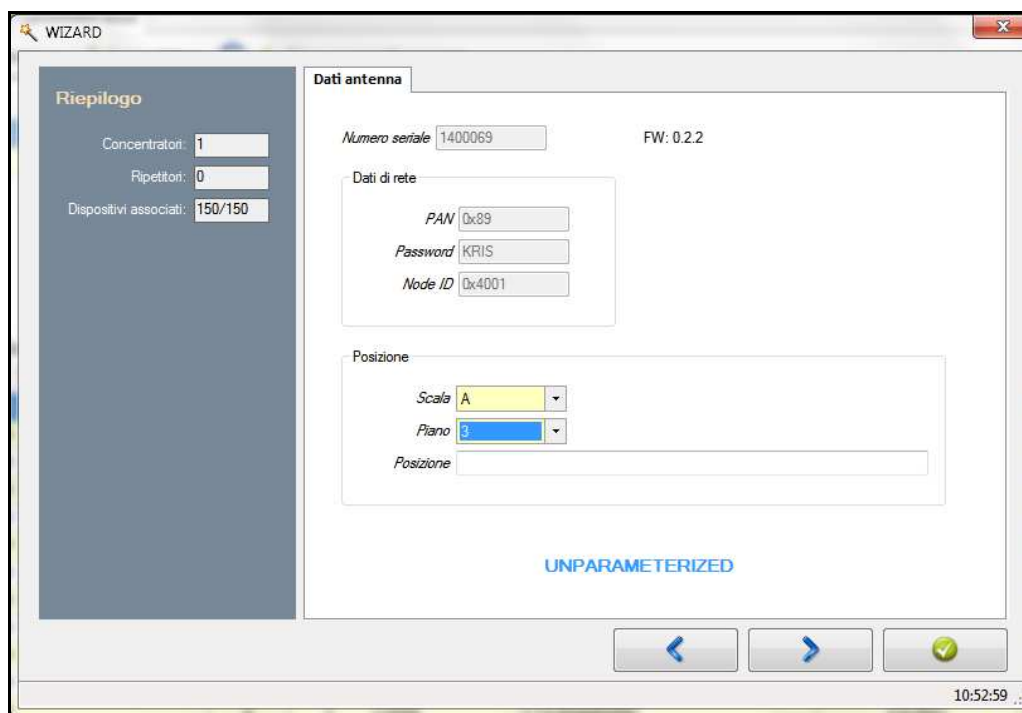 WIZARD
Riepilogo
Concentratori: 1
Ripetitori: 0
Dispositivi associati: 150/150
Dati antenna
Numero seriale 1400069 FW: 0.2.2
Dati di rete
PAN 0x89
Password KRIS
Node ID 0x4001
Posizione
Scala A
Piano 3
Posizione
UNPARAMETERIZED
10:52:59